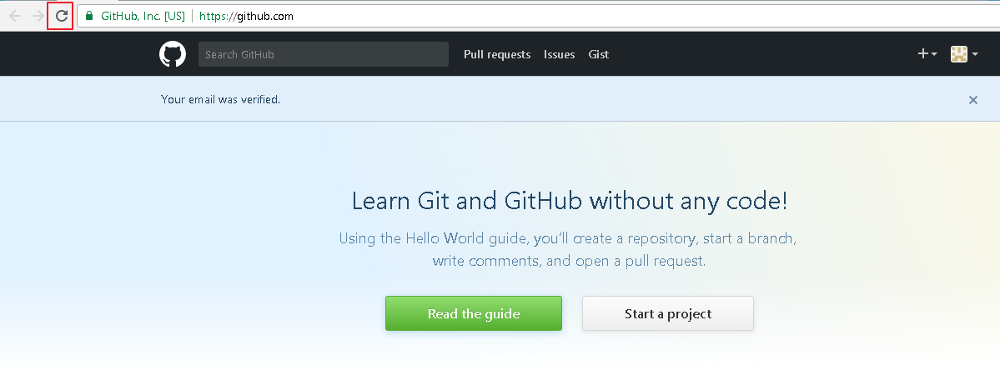 GitHub, Inc. [US] https://github.com
Search GitHub Pull requests Issues Gist
Your email was verified.
Learn Git and GitHub without any code!
Using the Hello World guide, you’ll create a repository, start a branch,
write comments, and open a pull request.
Read the guide Start a project